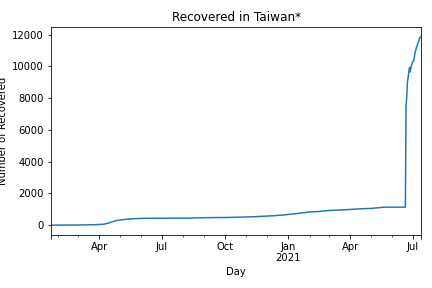 Recovered in Taiwan*
12000
10000
8000
6000
4000
2000
0
Number of Recovered
Apr
Jul
Oct
Jan
2021
Apr
Jul
Day